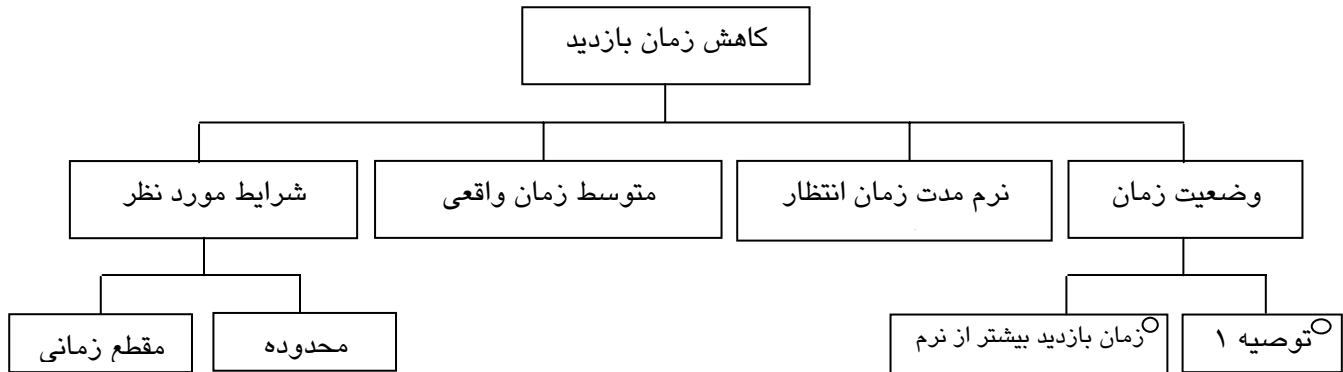 کاهش زمان بازدید
وضعیت زمان
نرم مدت زمان انتظار
متوسط زمان واقعی
شرایط مورد نظر
توصیه ۱
زمان بازدید بیشتر از نرم
محدوده
مقطع زمانی